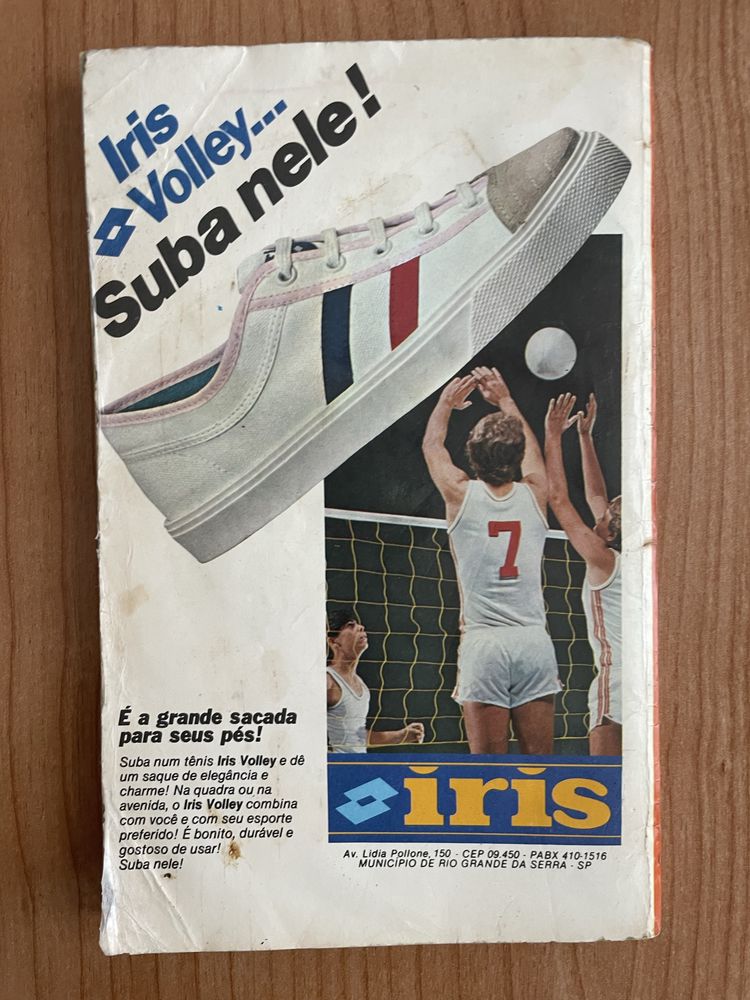 Iris
Volley...
Suba nele!
7
É a grande sacada
para seus pés!
Suba num tênis Iris Volley e dê
um saque de elegância e
charme! Na quadra ou na
avenida, o Iris Volley combina
com você e com seu esporte
preferido! É bonito, durável e
gostoso de usar!
Suba nele!
iris
Av. Lidia Pollone, 150 - CEP 09.450 - PABX 410-1516
MUNICIPIO DE RIO GRANDE DA SERRA - SP